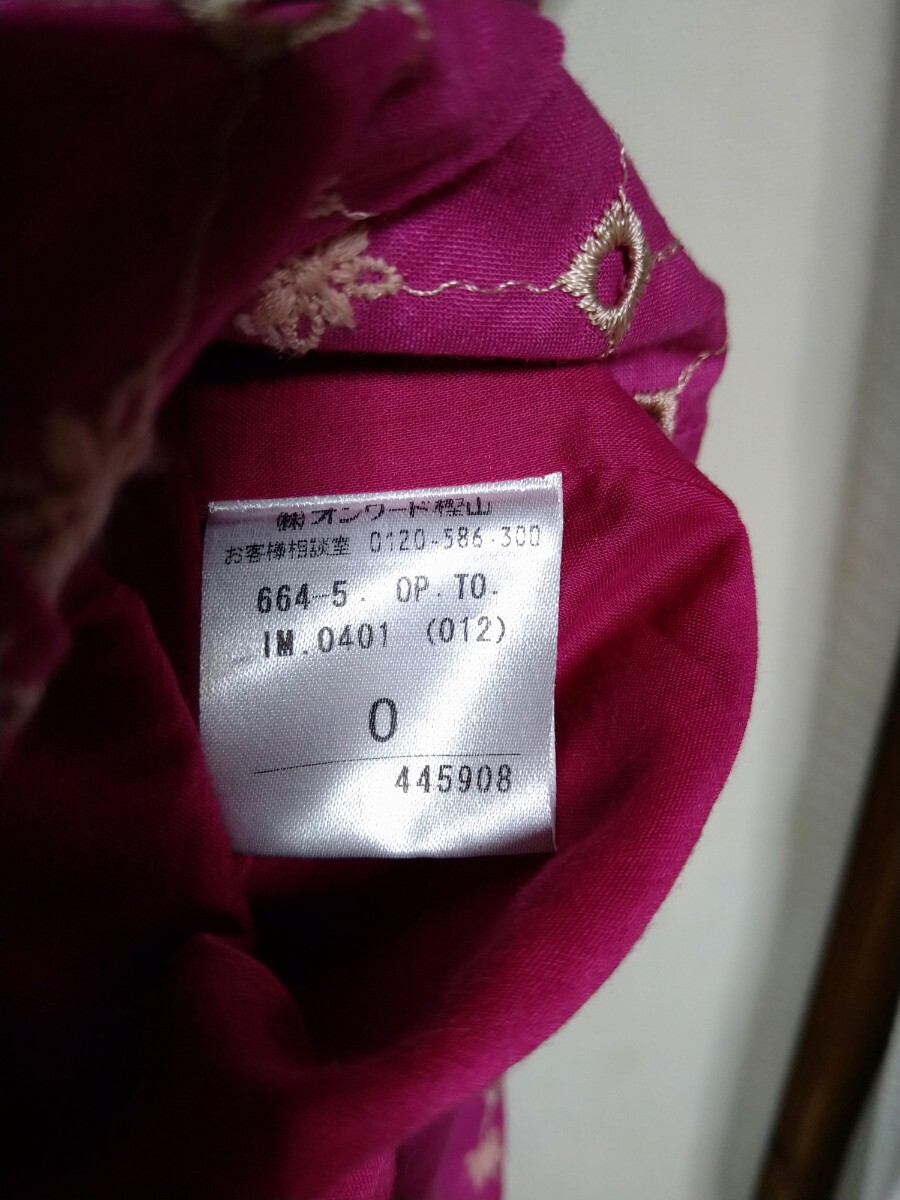 ㈱オンワード樫山
お客様相談室 0120-586-300
664-5. OP.TO.
IM.0401 (012)
0
445908